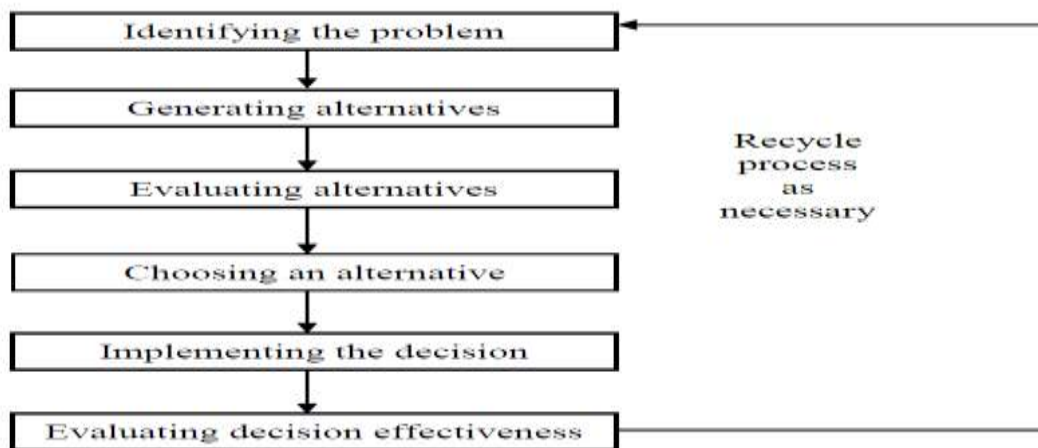 Identifying the problem
Generating alternatives
Evaluating alternatives
Choosing an alternative
Implementing the decision
Evaluating decision effectiveness
Recycle
process
as
necessary